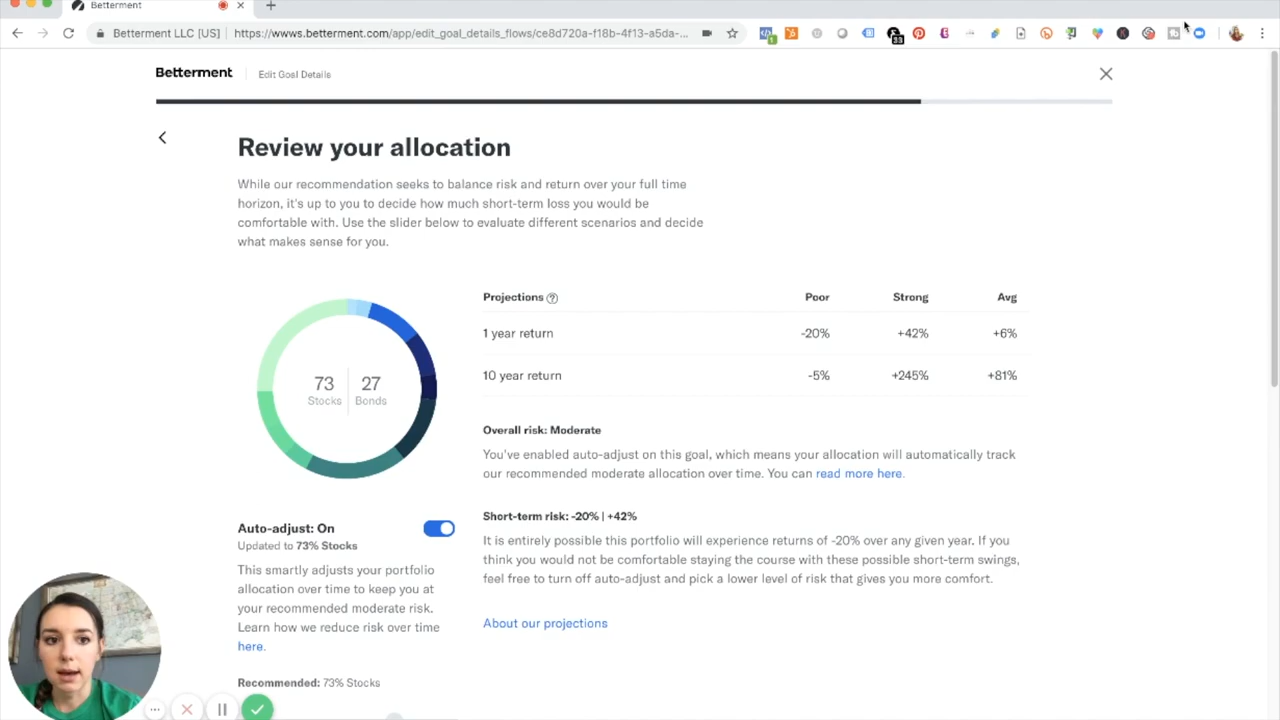 Betterment
Betterment LLC [US]
https://wwws.betterment.com/app/edit_goal_details_flows/ce8d720a-f18b-4f13-a5da-...
1
33
Betterment
Edit Goal Details
Review your allocation
While our recommendation seeks to balance risk and return over your full time
horizon, it's up to you to decide how much short-term loss you would be
comfortable with. Use the slider below to evaluate different scenarios and decide
what makes sense for you.
73
Stocks
27
Bonds
Projections ?
Poor
Strong
Avg
1 year return
-20%
+42%
+6%
10 year return
-5%
+245%
+81%
Overall risk: Moderate
You've enabled auto-adjust on this goal, which means your allocation will automatically track
our recommended moderate allocation over time. You can read more here.
Short-term risk: -20% | +42%
It is entirely possible this portfolio will experience returns of -20% over any given year. If you
think you would not be comfortable staying the course with these possible short-term swings,
feel free to turn off auto-adjust and pick a lower level of risk that gives you more comfort.
About our projections
Auto-adjust: On
Updated to 73% Stocks
This smartly adjusts your portfolio
allocation over time to keep you at
your recommended moderate risk.
Learn how we reduce risk over time
here.
Recommended: 73% Stocks